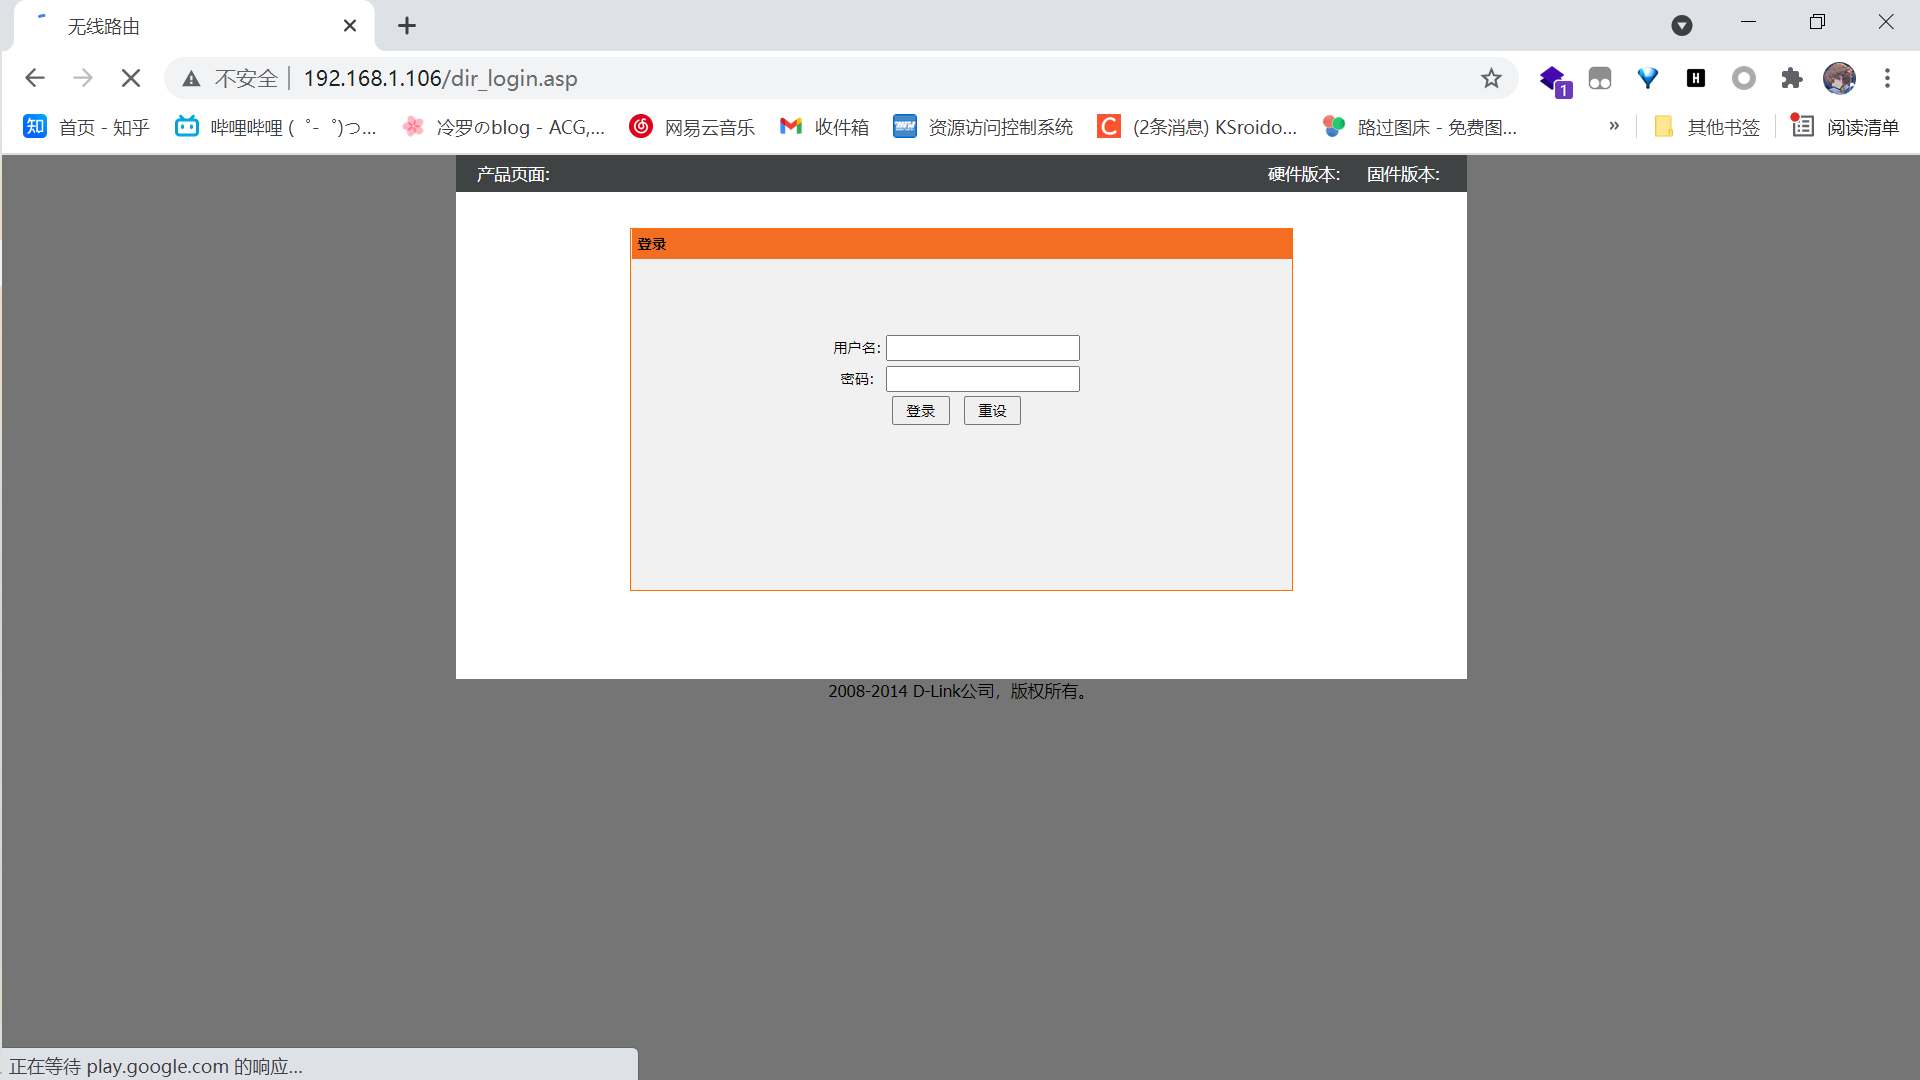 无线路由
不安全 192.168.1.106/dir_login.asp
1
知 首页 - 知乎 哔哩哔哩 ( ゜- ゜)つ... 冷罗のblog - ACG,... 网易云音乐 收件箱 资源访问控制系统 C (2条消息) KSroido... 路过图床 - 免费图... » 其他书签 阅读清单
产品页面: 硬件版本: 固件版本:
登录
用户名:
密码:
登录 重设
2008-2014 D-Link公司，版权所有。
正在等待 play.google.com 的响应...